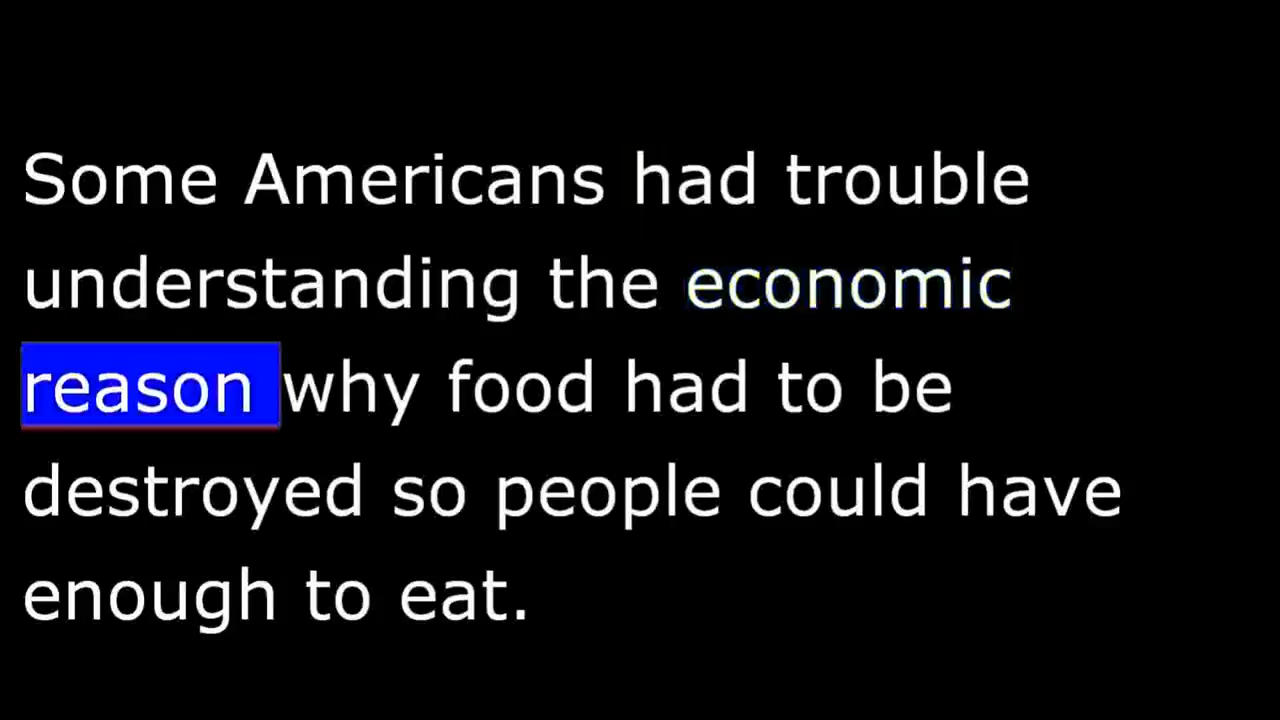 Some Americans had trouble
understanding the economic
reason why food had to be
destroyed so people could have
enough to eat.